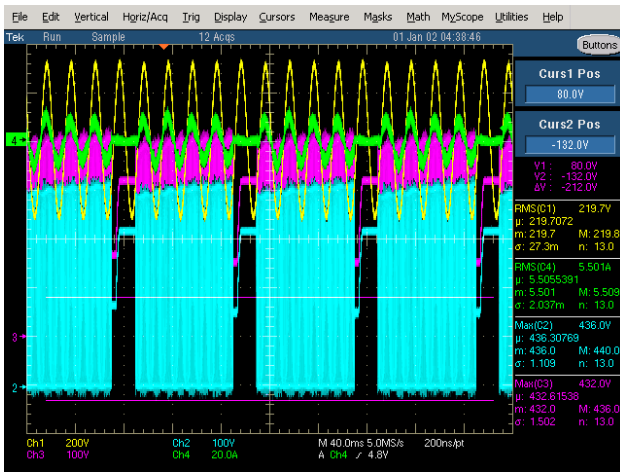 File Edit Vertical Horiz/Acq Trig Display Cursors Measure Masks Math MyScope Utilities Help
Tek Run Sample 12 Acqs 01 Jan 02 04:38:46
Buttons
Curs1 Pos
80.0V
Curs2 Pos
-132.0V
V1: 80.0V
V2: -132.0V
ΔV: -212.0V
RMS(C1) 219.7V
μ: 219.7072
m: 219.7 M: 219.8
σ: 27.3m n: 13.0
RMS(C4) 5.501A
μ: 5.5055391
m: 5.501 M: 5.509
σ: 2.037m n: 13.0
Max(C2) 436.0V
μ: 436.30769
m: 436.0 M: 440.0
σ: 1.109 n: 13.0
Max(C3) 432.0V
μ: 432.61538
m: 432.0 M: 436.0
σ: 1.502 n: 13.0
4
3
2
Ch1 200V Ch2 100V M 40.0ms 5.0MS/s 200ns/pt
Ch3 100V Ch4 20.0A A Ch4 ∕ 4.8V